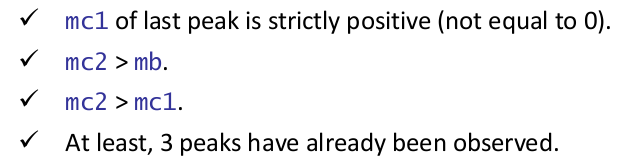 ✓ mc1 of last peak is strictly positive (not equal to 0).
✓ mc2 > mb.
✓ mc2 > mc1.
✓ At least, 3 peaks have already been observed.